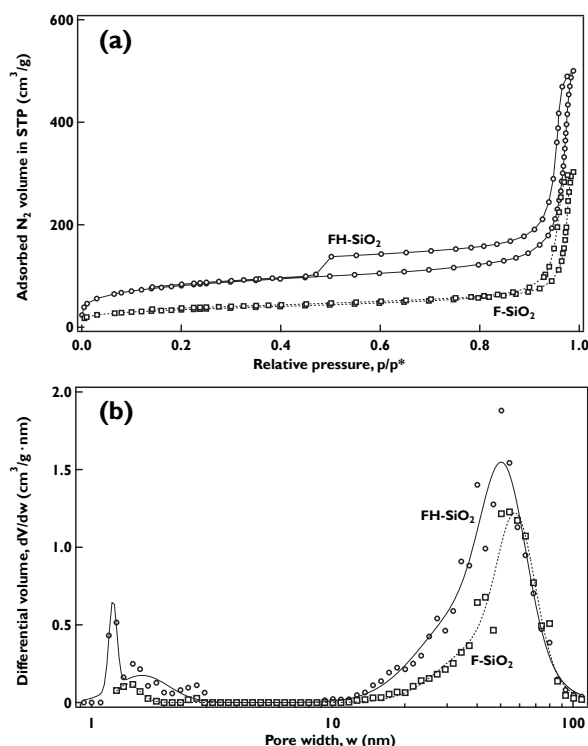 (a)
Adsorbed N₂ volume in STP (cm³/g)
600
400
200
0
FH-SiO₂
F-SiO₂
0.0 0.2 0.4 0.6 0.8 1.0
Relative pressure, p/p*
(b)
Differential volume, dV/dw (cm³/g·nm)
2.0
1.5
1.0
0.5
0.0
FH-SiO₂
F-SiO₂
1 10 100
Pore width, w (nm)